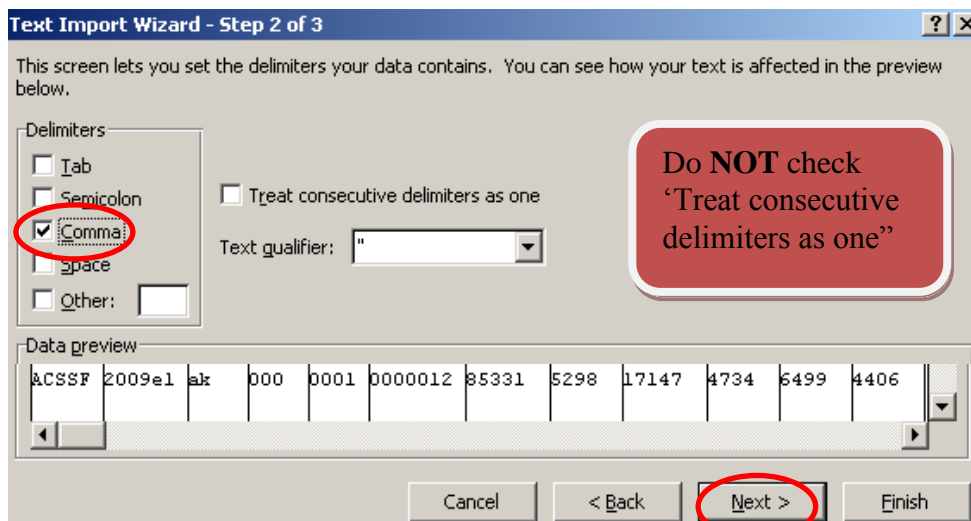 Text Import Wizard - Step 2 of 3
This screen lets you set the delimiters your data contains. You can see how your text is affected in the preview
below.
Delimiters
Tab
Semicolon
Comma
Space
Other:
Treat consecutive delimiters as one
Text qualifier: "
Do NOT check
‘Treat consecutive
delimiters as one”
Data preview
ACSSF 2009e1 ak 000 0001 0000012 85331 5298 17147 4734 6499 4406
Cancel < Back Next > Finish